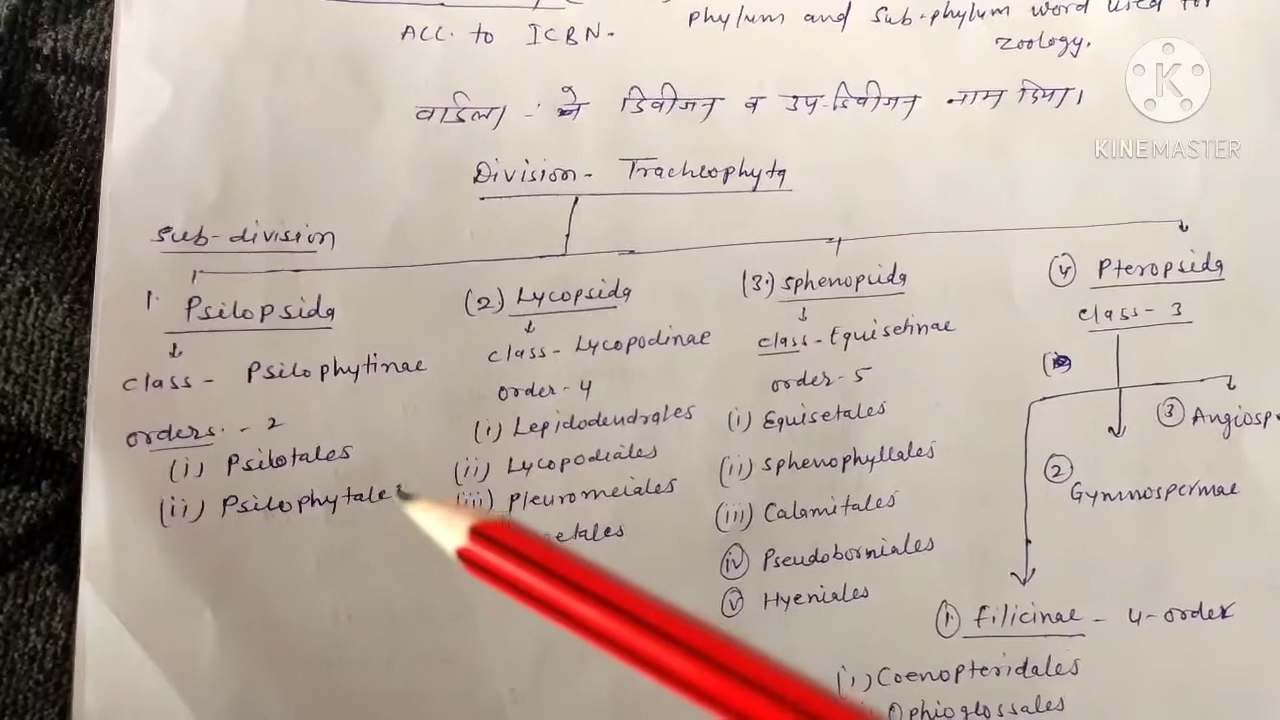 ACC. to ICBN.
phylum and sub-phylum word used for
zoology.
K
KINEMASTER
डिवीजन व उप-डिवीजन नाम दिया।
Division - Tracheophyta
Sub-division
1. Psilopsida
class - Psilophytinae
orders. - 2
(i) Psilotales
(ii) Psilophytales
(2) Lycopsida
class - Lycopodinae
order - 4
(i) Lepidodendrales
(ii) Lycopodiales
(iii) Pleuromeiales
etales
(3.) Sphenopsida
class - Equisetinae
order - 5
(i) Equisetales
(ii) Sphenophyllales
(iii) Calamitales
(iv) Pseudoborniales
(v) Hyeniales
(4) Pteropsida
class - 3
(3) Angiosp
(2)
Gymnospermae
(1) filicinae - 4-order
(i) Coenopteridales
Ophioglossales